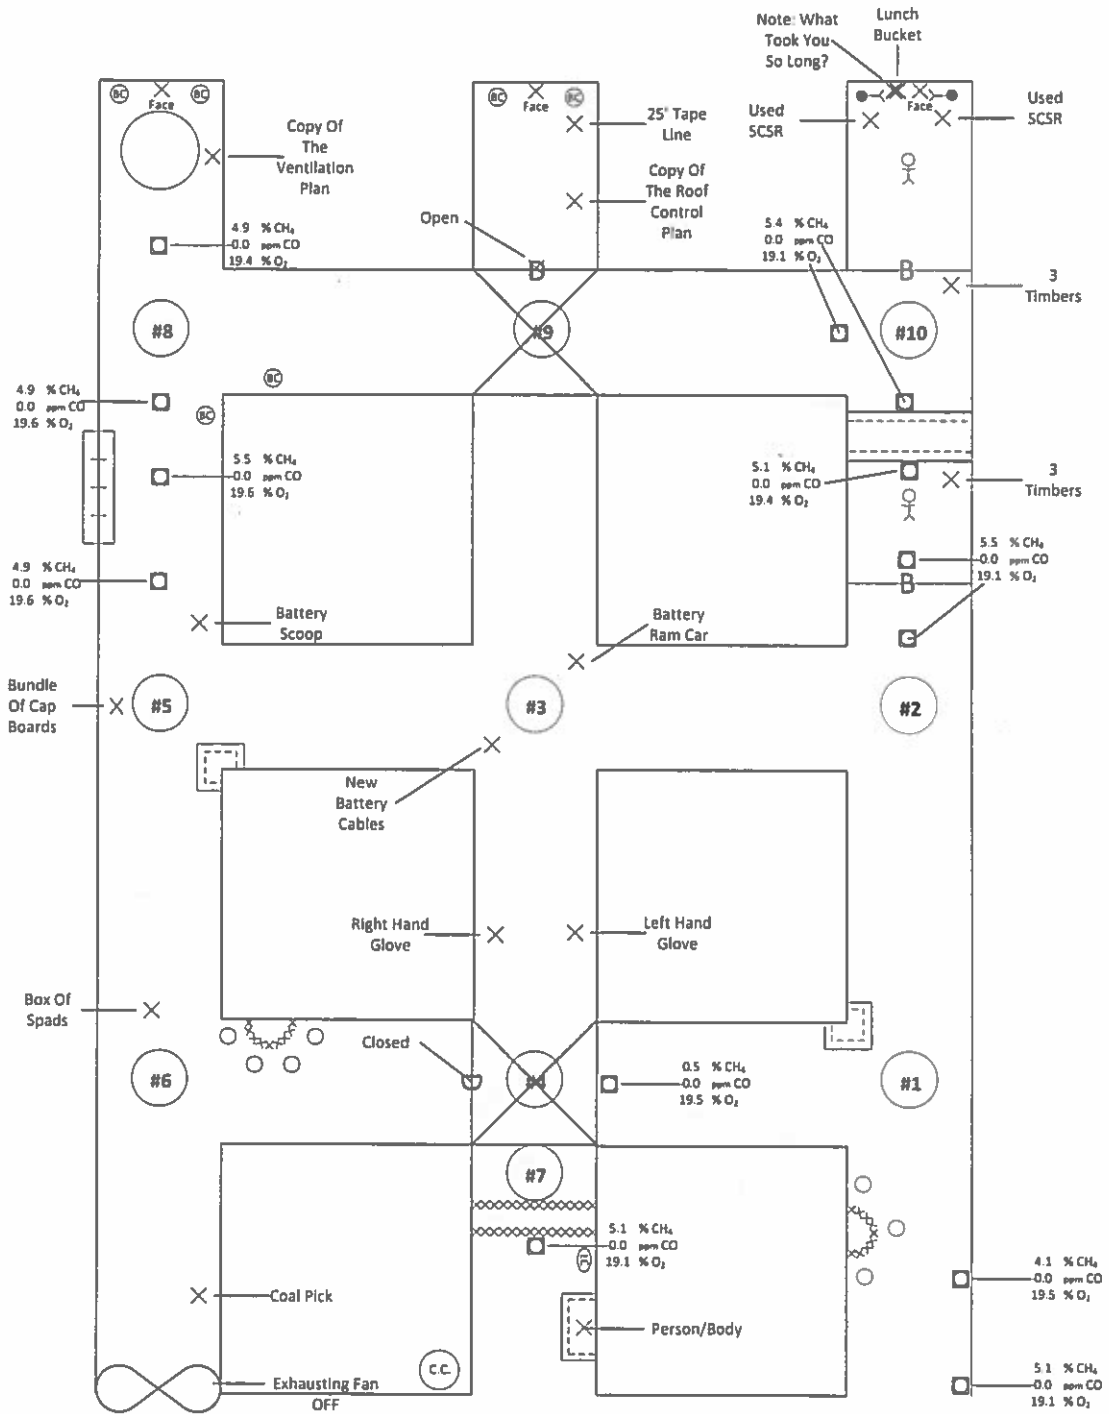 Note: What
Took You
So Long?
Lunch
Bucket
BC
Face
BC
BC
Face
BC
Face
Used
SCSR
Used
SCSR
Copy Of
The
Ventilation
Plan
25' Tape
Line
Copy Of
The Roof
Control
Plan
Open
4.9 % CH₄
0.0 ppm CO
19.4 % O₂
5.4 % CH₄
0.0 ppm CO
19.1 % O₂
B
B
3
Timbers
#8
#9
#10
BC
BC
4.9 % CH₄
0.0 ppm CO
19.6 % O₂
5.5 % CH₄
0.0 ppm CO
19.6 % O₂
5.1 % CH₄
0.0 ppm CO
19.4 % O₂
3
Timbers
5.5 % CH₄
0.0 ppm CO
19.1 % O₂
B
4.9 % CH₄
0.0 ppm CO
19.6 % O₂
Battery
Scoop
Battery
Ram Car
Bundle
Of Cap
Boards
#5
#3
#2
New
Battery
Cables
Right Hand
Glove
Left Hand
Glove
Box Of
Spads
Closed
#6
#4
0.5 % CH₄
0.0 ppm CO
19.5 % O₂
#1
#7
5.1 % CH₄
0.0 ppm CO
19.1 % O₂
4.1 % CH₄
0.0 ppm CO
19.5 % O₂
Coal Pick
Person/Body
C.C.
Exhausting Fan
OFF
5.1 % CH₄
0.0 ppm CO
19.1 % O₂